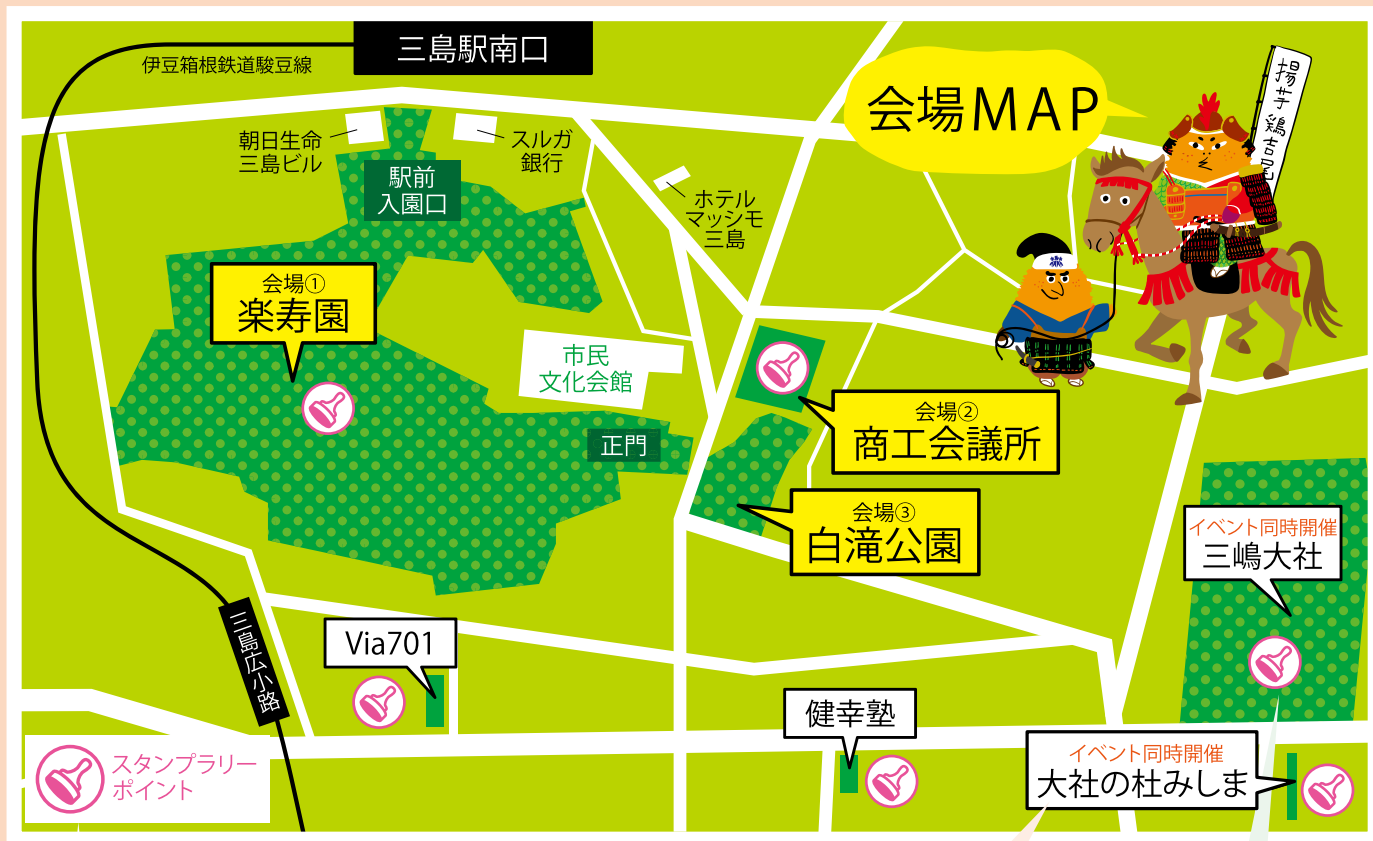 三島駅南口
伊豆箱根鉄道駿豆線
会場MAP
揚芋鶏吉尾
朝日生命
三島ビル
スルガ
銀行
駅前
入園口
ホテル
マッシモ
三島
会場①
楽寿園
市民
文化会館
正門
会場②
商工会議所
会場③
白滝公園
イベント同時開催
三嶋大社
三島広小路
Via701
健幸塾
イベント同時開催
大社の杜みしま
スタンプラリー
ポイント